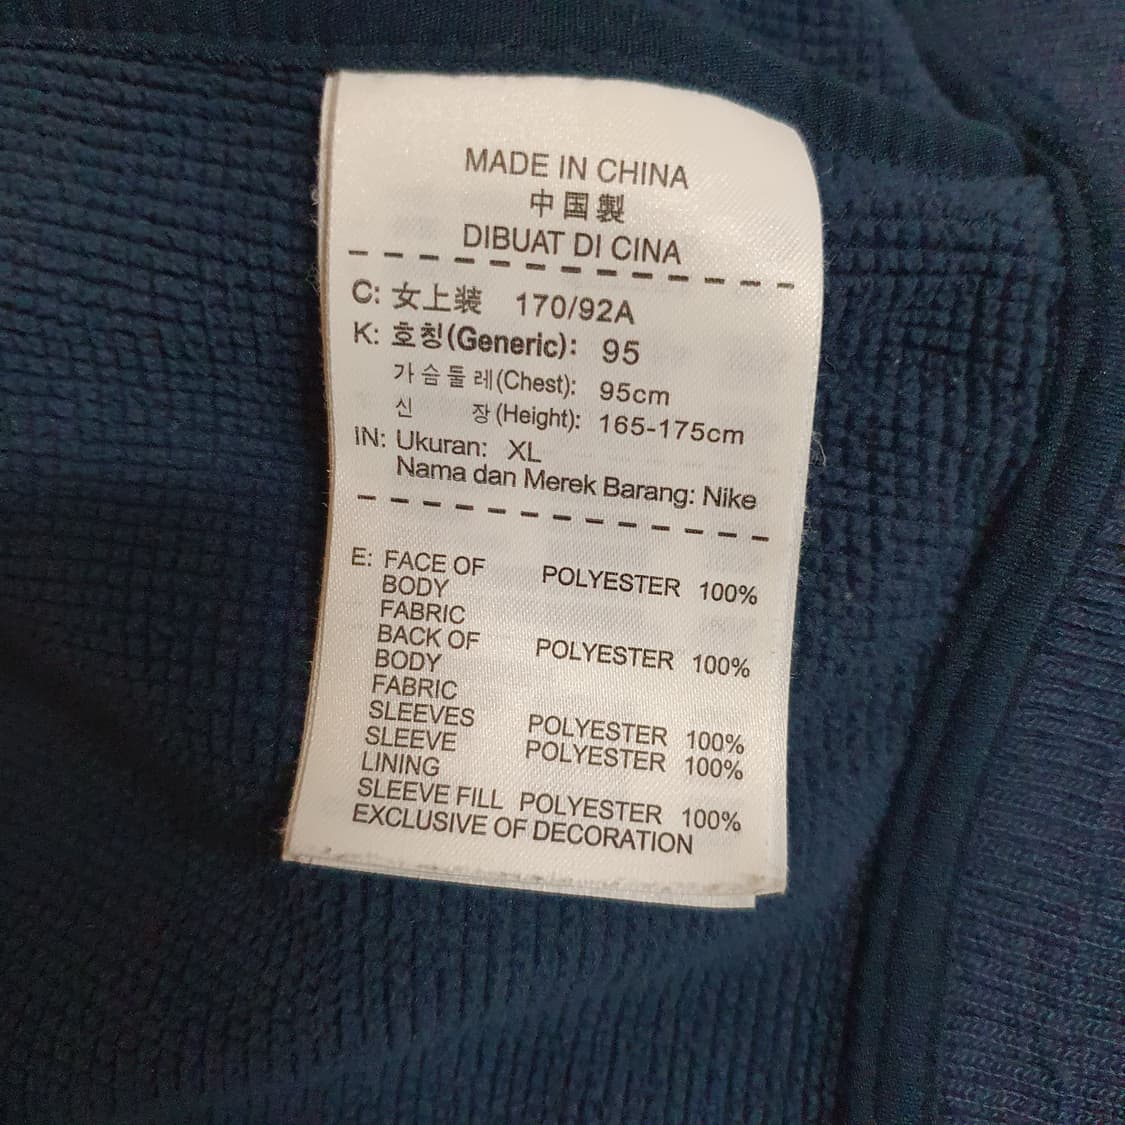 MADE IN CHINA
中国製
DIBUAT DI CINA
C: 女上装 170/92A
K: 호칭(Generic): 95
가슴둘레(Chest): 95cm
신 장(Height): 165-175cm
IN: Ukuran: XL
Nama dan Merek Barang: Nike
E: FACE OF POLYESTER 100%
BODY
FABRIC
BACK OF POLYESTER 100%
BODY
FABRIC
SLEEVES POLYESTER 100%
SLEEVE POLYESTER 100%
LINING
SLEEVE FILL POLYESTER 100%
EXCLUSIVE OF DECORATION